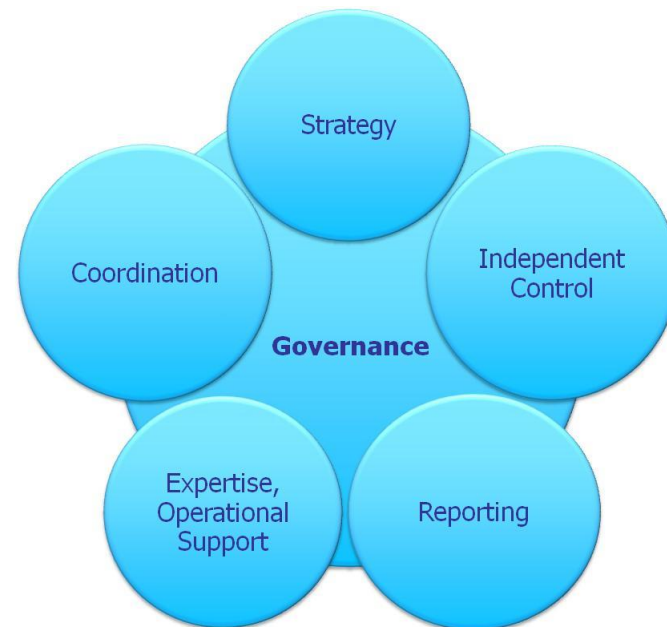 Strategy
Coordination
Independent
Control
Governance
Expertise,
Operational
Support
Reporting